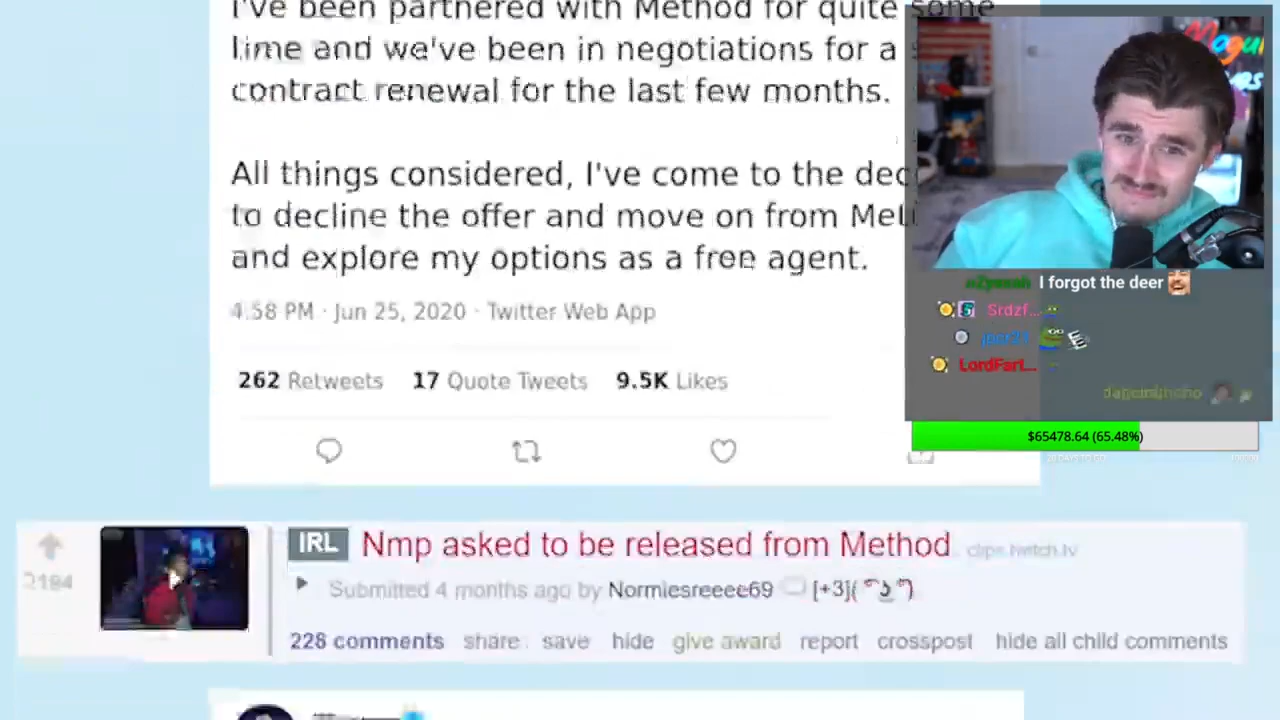 I've been partnered with Method for quite some
time and we've been in negotiations for a
contract renewal for the last few months.
All things considered, I've come to the dec
to decline the offer and move on from Met
and explore my options as a free agent.
4:58 PM · Jun 25, 2020 · Twitter Web App
262 Retweets 17 Quote Tweets 9.5K Likes
I forgot the deer
Srdzf...
LordFart...
$65478.64 (65.48%)
IRL Nmp asked to be released from Method clips.twitch.tv
2194
Submitted 4 months ago by Normiesreeee69 [+3]( ͡° ͜ʖ ͡°)
228 comments share save hide give award report crosspost hide all child comments